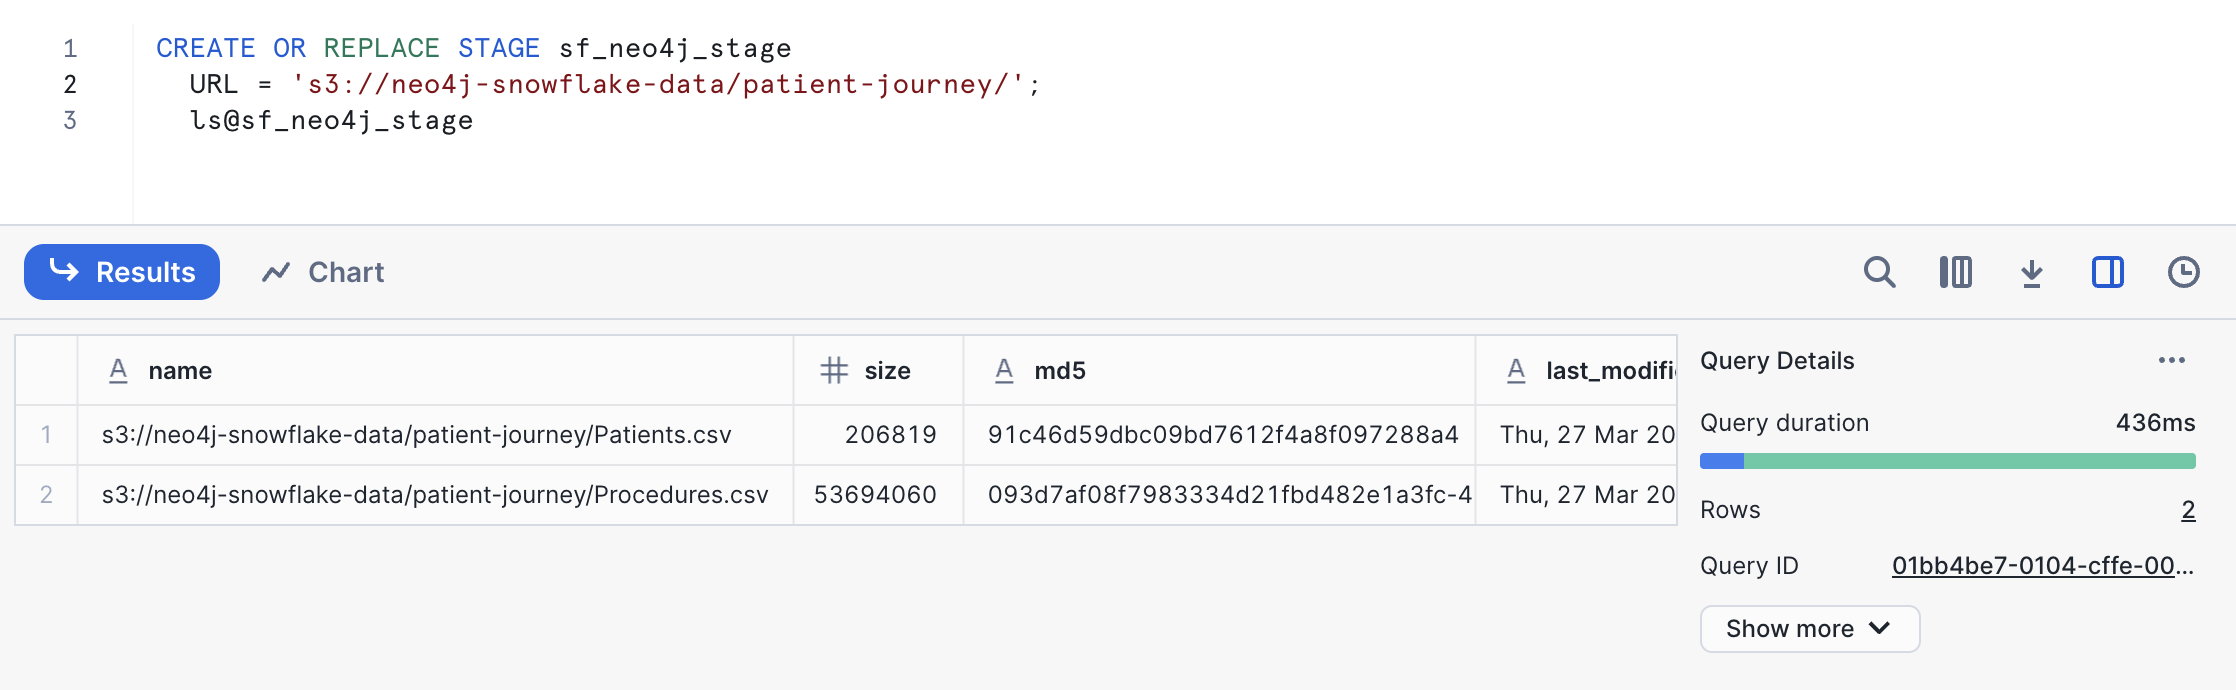 1 CREATE OR REPLACE STAGE sf_neo4j_stage
2 URL = 's3://neo4j-snowflake-data/patient-journey/';
3 ls@sf_neo4j_stage
Results Chart
A name # size A md5 A last_modifi
1 s3://neo4j-snowflake-data/patient-journey/Patients.csv 206819 91c46d59dbc09bd7612f4a8f097288a4 Thu, 27 Mar 20
2 s3://neo4j-snowflake-data/patient-journey/Procedures.csv 53694060 093d7af08f7983334d21fbd482e1a3fc-4 Thu, 27 Mar 20
Query Details ...
Query duration 436ms
Rows 2
Query ID 01bb4be7-0104-cffe-00...
Show more